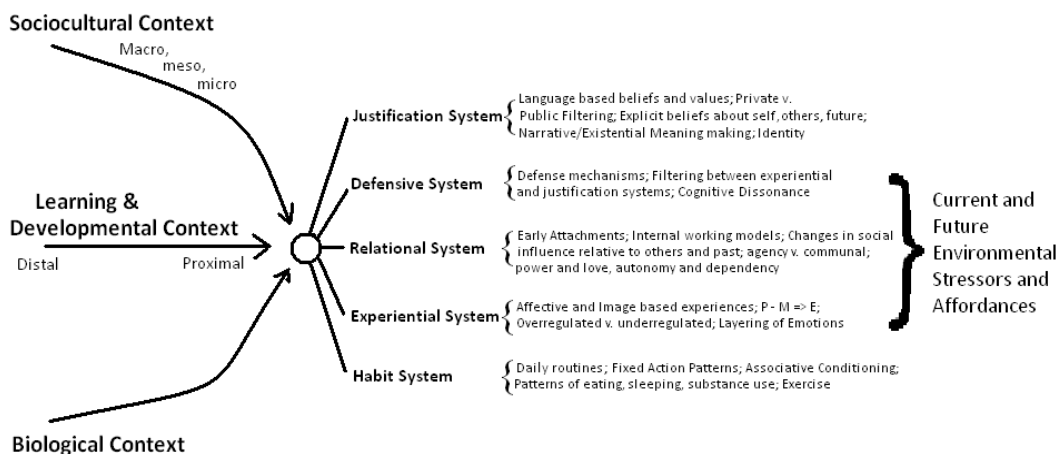 Sociocultural Context
Macro,
meso,
micro
Learning &
Developmental Context
Distal
Proximal
Biological Context
Justification System
Language based beliefs and values; Private v.
Public Filtering; Explicit beliefs about self, others, future;
Narrative/Existential Meaning making; Identity
Defensive System
Defense mechanisms; Filtering between experiential
and justification systems; Cognitive Dissonance
Relational System
Early Attachments; Internal working models; Changes in social
influence relative to others and past; agency v. communal;
power and love, autonomy and dependency
Experiential System
Affective and Image based experiences; P - M => E;
Overregulated v. underregulated; Layering of Emotions
Habit System
Daily routines; Fixed Action Patterns; Associative Conditioning;
Patterns of eating, sleeping, substance use; Exercise
Current and
Future
Environmental
Stressors and
Affordances